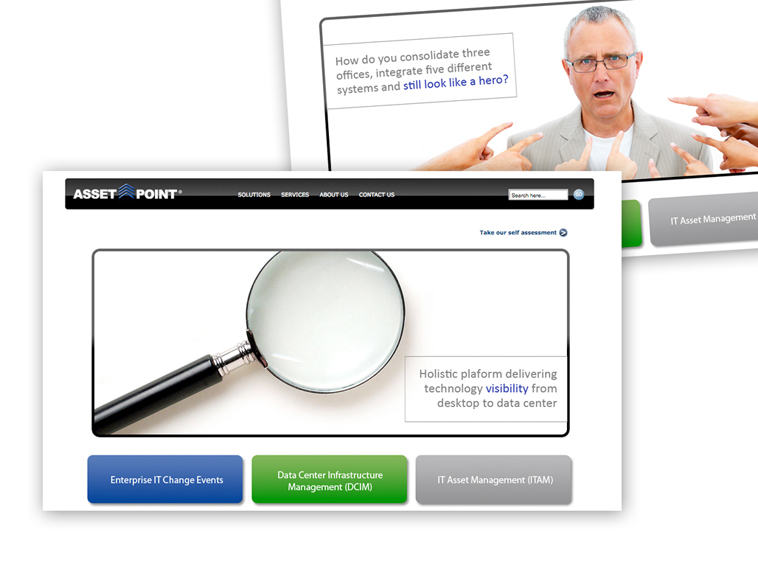 How do you consolidate three
offices, integrate five different
systems and still look like a hero?
IT Asset Management
ASSET POINT®
SOLUTIONS SERVICES ABOUT US CONTACT US
Search here...
GO
Take our self assessment
Holistic plaform delivering
technology visibility from
desktop to data center
Enterprise IT Change Events
Data Center Infrastructure
Management (DCIM)
IT Asset Management (ITAM)